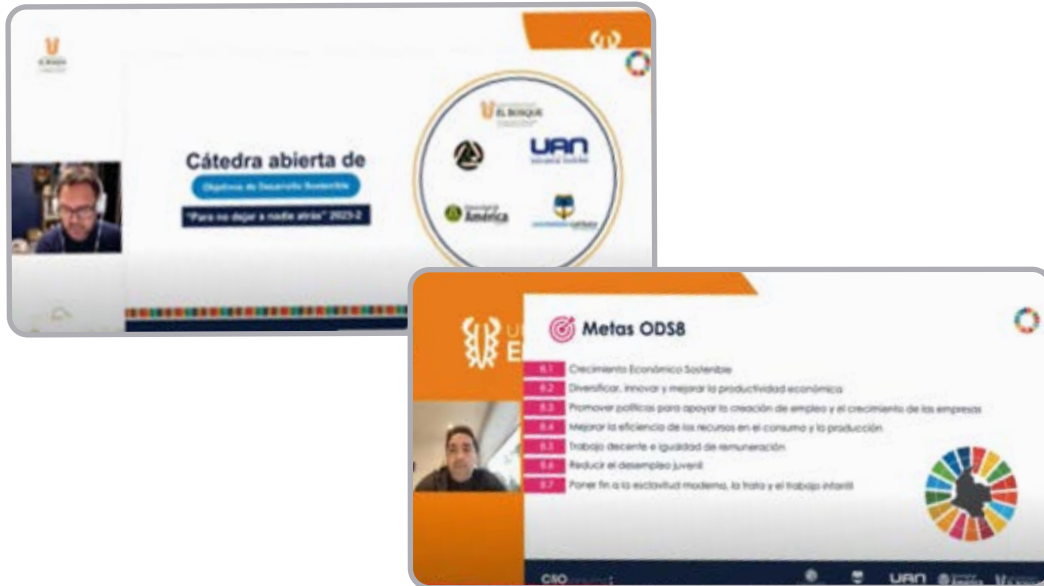 EL BOSQUE
Cátedra abierta de
Objetivos de Desarrollo Sostenible
"Para no dejar a nadie atrás" 2023-2
EL BOSQUE
UAN
América
Metas ODS8
8.1 Crecimiento Económico Sostenible
8.2 Diversificar, innovar y mejorar la productividad económica
8.3 Promover políticas para apoyar la creación de empleo y el crecimiento de las empresas
8.4 Mejorar la eficiencia de los recursos en el consumo y la producción
8.5 Trabajo decente e igualdad de remuneración
8.6 Reducir el desempleo juvenil
8.7 Poner fin a la esclavitud moderna, la trata y el trabajo infantil
UAN
América